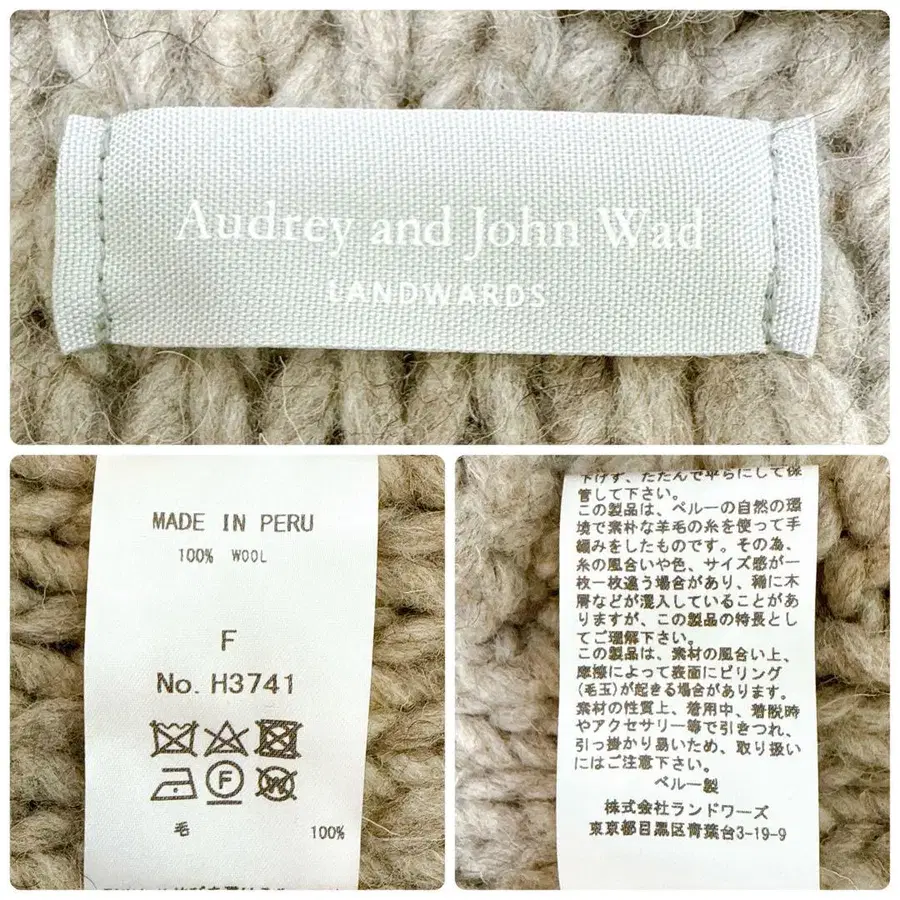 Audrey and John Wad
LANDWARDS
MADE IN PERU
100% WOOL
F
No. H3741
F
W
毛 100%
下げず、たたんで平らにして保
管して下さい。
この製品は、ペルーの自然の環
境で素朴な羊毛の糸を使って手
編みをしたものです。その為、
糸の風合いや色、サイズ感が一
枚一枚違う場合があり、稀に木
屑などが混入していることがあ
りますが、この製品の特長とし
てご理解下さい。
この製品は、素材の風合い上、
摩擦によって表面にピリング
(毛玉)が起きる場合があります。
素材の性質上、着用中、着脱時
やアクセサリー等で引きつれ、
引っ掛かり易いため、取り扱い
にはご注意下さい。
ペルー製
株式会社ランドワーズ
東京都目黒区青葉台3-19-9